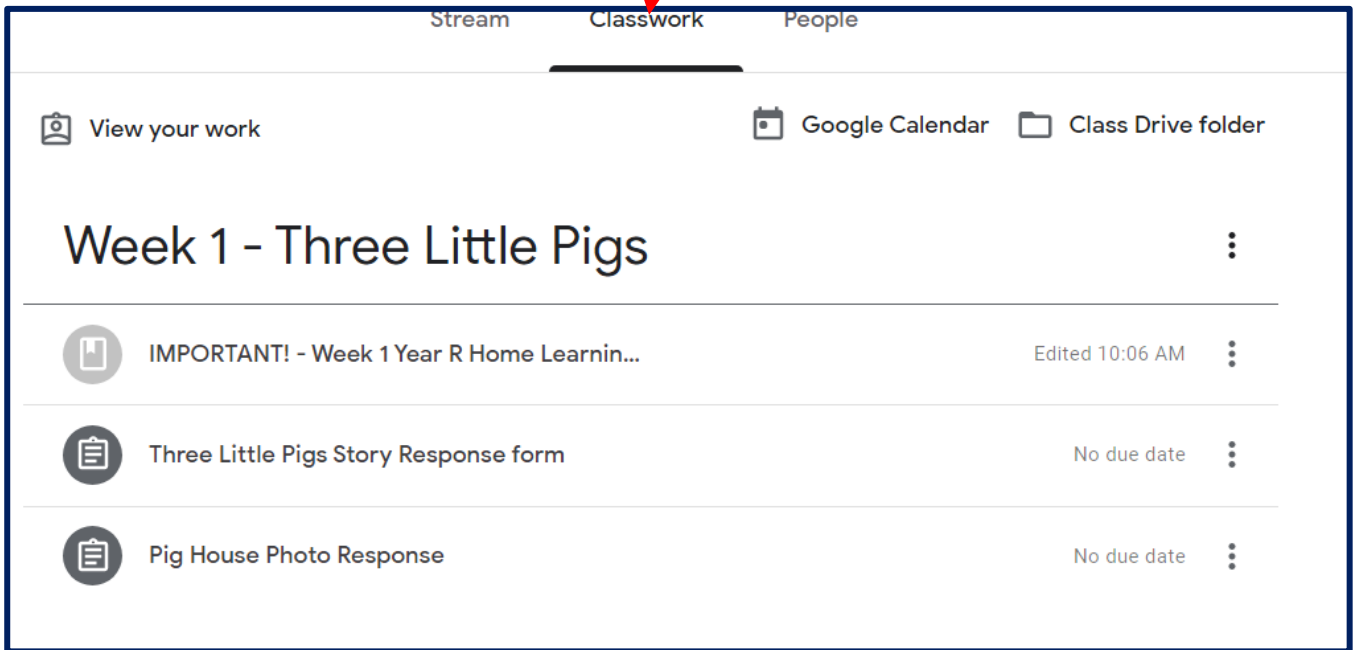 Stream Classwork People
View your work Google Calendar Class Drive folder
Week 1 - Three Little Pigs
IMPORTANT! - Week 1 Year R Home Learnin... Edited 10:06 AM
Three Little Pigs Story Response form No due date
Pig House Photo Response No due date